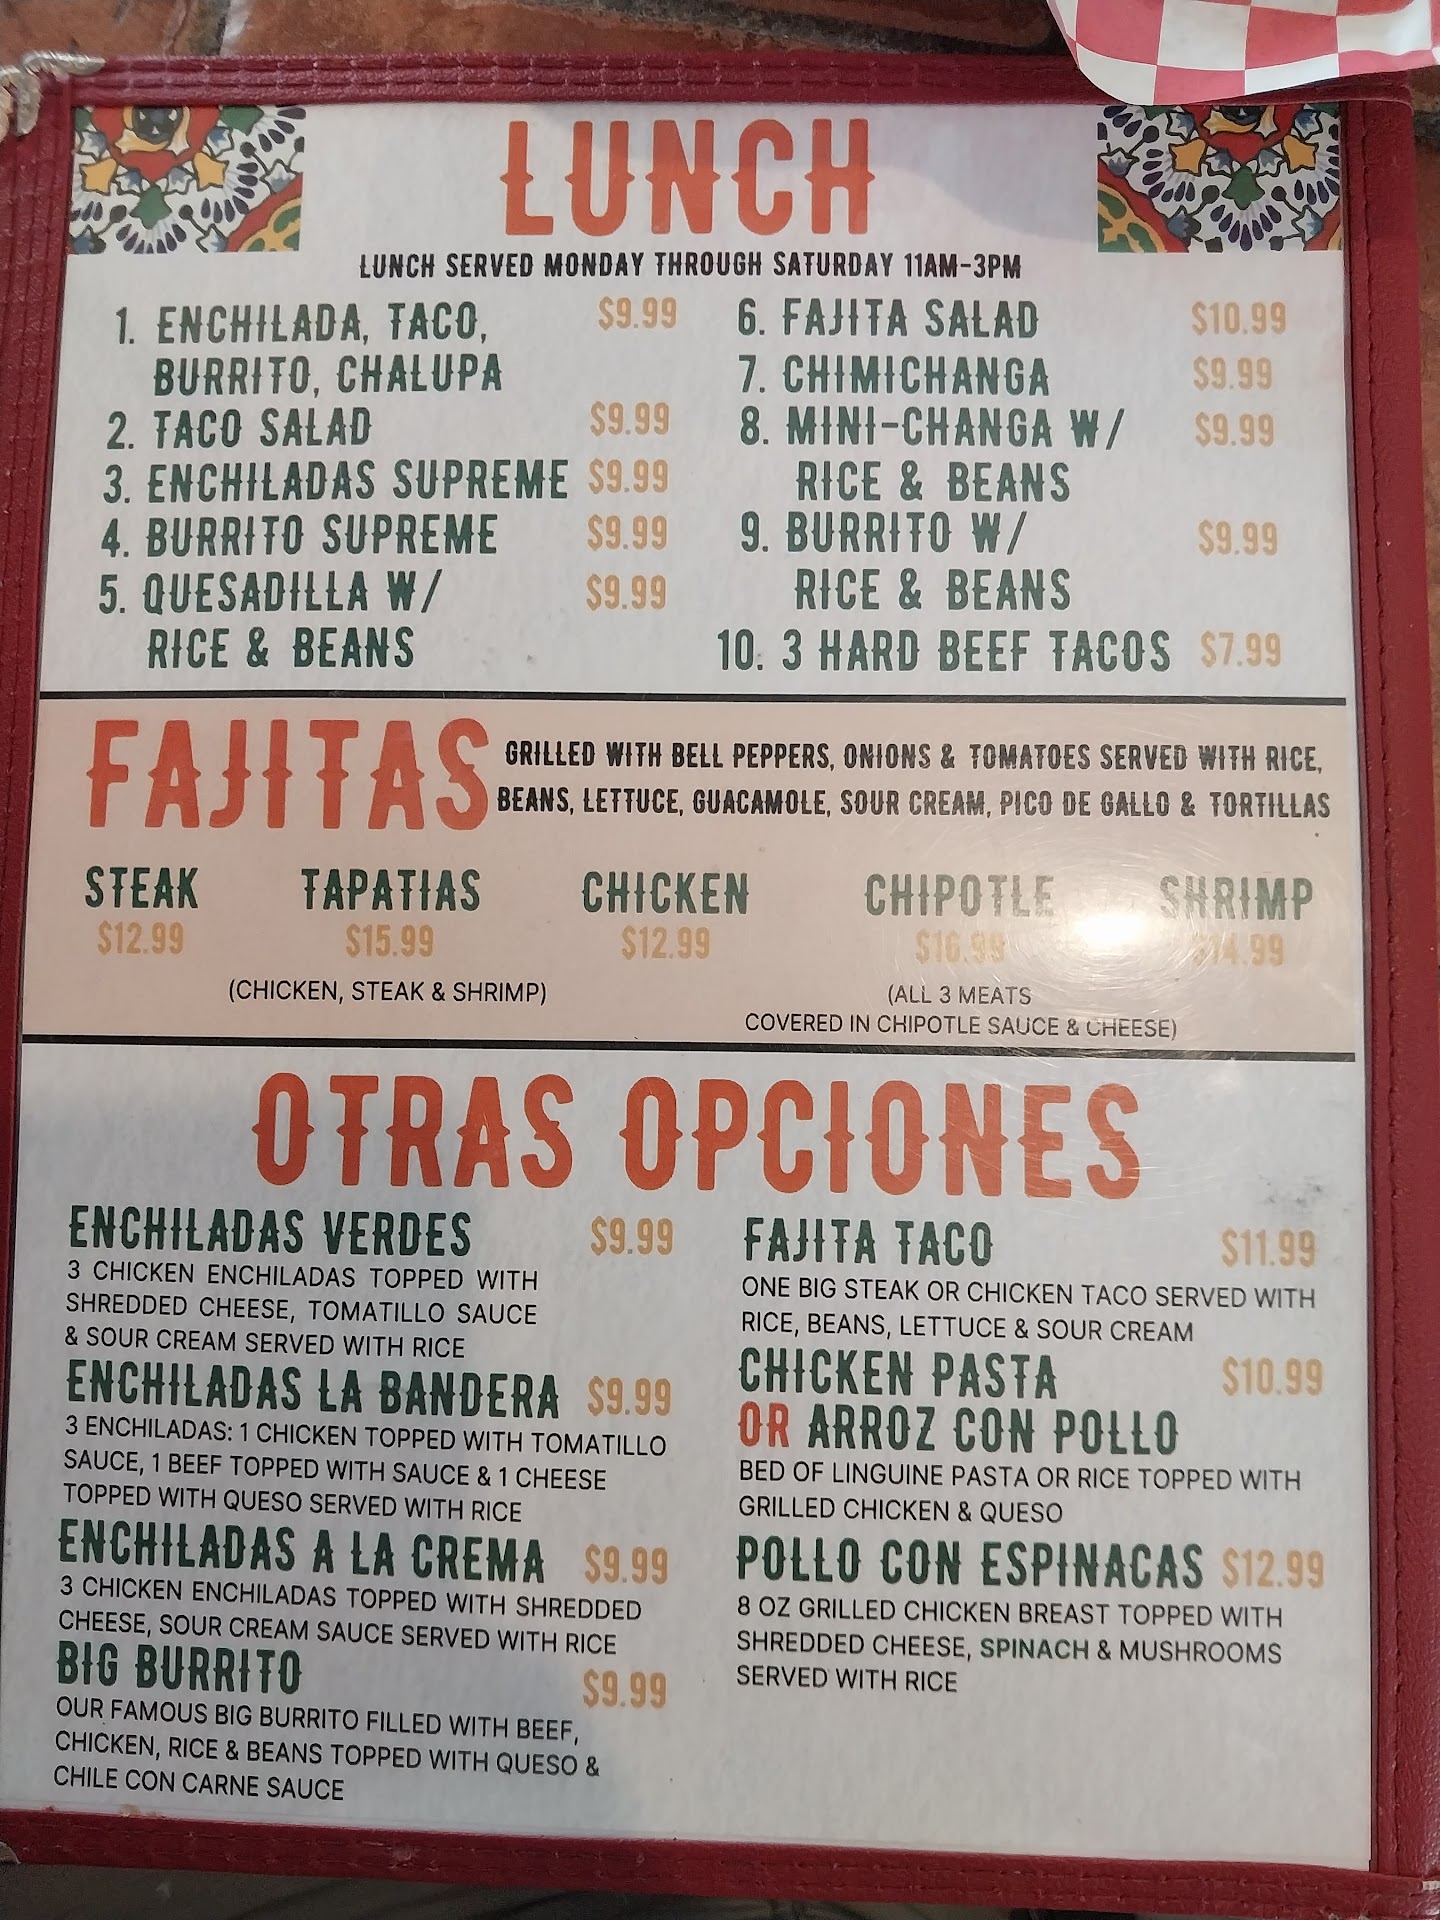 LUNCH
LUNCH SERVED MONDAY THROUGH SATURDAY 11AM-3PM
1. ENCHILADA, TACO, $9.99
BURRITO, CHALUPA
2. TACO SALAD $9.99
3. ENCHILADAS SUPREME $9.99
4. BURRITO SUPREME $9.99
5. QUESADILLA W/ $9.99
RICE & BEANS
6. FAJITA SALAD $10.99
7. CHIMICHANGA $9.99
8. MINI-CHANGA W/ $9.99
RICE & BEANS
9. BURRITO W/ $9.99
RICE & BEANS
10. 3 HARD BEEF TACOS $7.99
FAJITAS
GRILLED WITH BELL PEPPERS, ONIONS & TOMATOES SERVED WITH RICE,
BEANS, LETTUCE, GUACAMOLE, SOUR CREAM, PICO DE GALLO & TORTILLAS
STEAK TAPATIAS CHICKEN CHIPOTLE SHRIMP
$12.99 $15.99 $12.99 $16.99 $14.99
(CHICKEN, STEAK & SHRIMP)
(ALL 3 MEATS
COVERED IN CHIPOTLE SAUCE & CHEESE)
OTRAS OPCIONES
ENCHILADAS VERDES $9.99
3 CHICKEN ENCHILADAS TOPPED WITH
SHREDDED CHEESE, TOMATILLO SAUCE
& SOUR CREAM SERVED WITH RICE
ENCHILADAS LA BANDERA $9.99
3 ENCHILADAS: 1 CHICKEN TOPPED WITH TOMATILLO
SAUCE, 1 BEEF TOPPED WITH SAUCE & 1 CHEESE
TOPPED WITH QUESO SERVED WITH RICE
ENCHILADAS A LA CREMA $9.99
3 CHICKEN ENCHILADAS TOPPED WITH SHREDDED
CHEESE, SOUR CREAM SAUCE SERVED WITH RICE
BIG BURRITO $9.99
OUR FAMOUS BIG BURRITO FILLED WITH BEEF,
CHICKEN, RICE & BEANS TOPPED WITH QUESO &
CHILE CON CARNE SAUCE
FAJITA TACO $11.99
ONE BIG STEAK OR CHICKEN TACO SERVED WITH
RICE, BEANS, LETTUCE & SOUR CREAM
CHICKEN PASTA $10.99
OR ARROZ CON POLLO
BED OF LINGUINE PASTA OR RICE TOPPED WITH
GRILLED CHICKEN & QUESO
POLLO CON ESPINACAS $12.99
8 OZ GRILLED CHICKEN BREAST TOPPED WITH
SHREDDED CHEESE, SPINACH & MUSHROOMS
SERVED WITH RICE